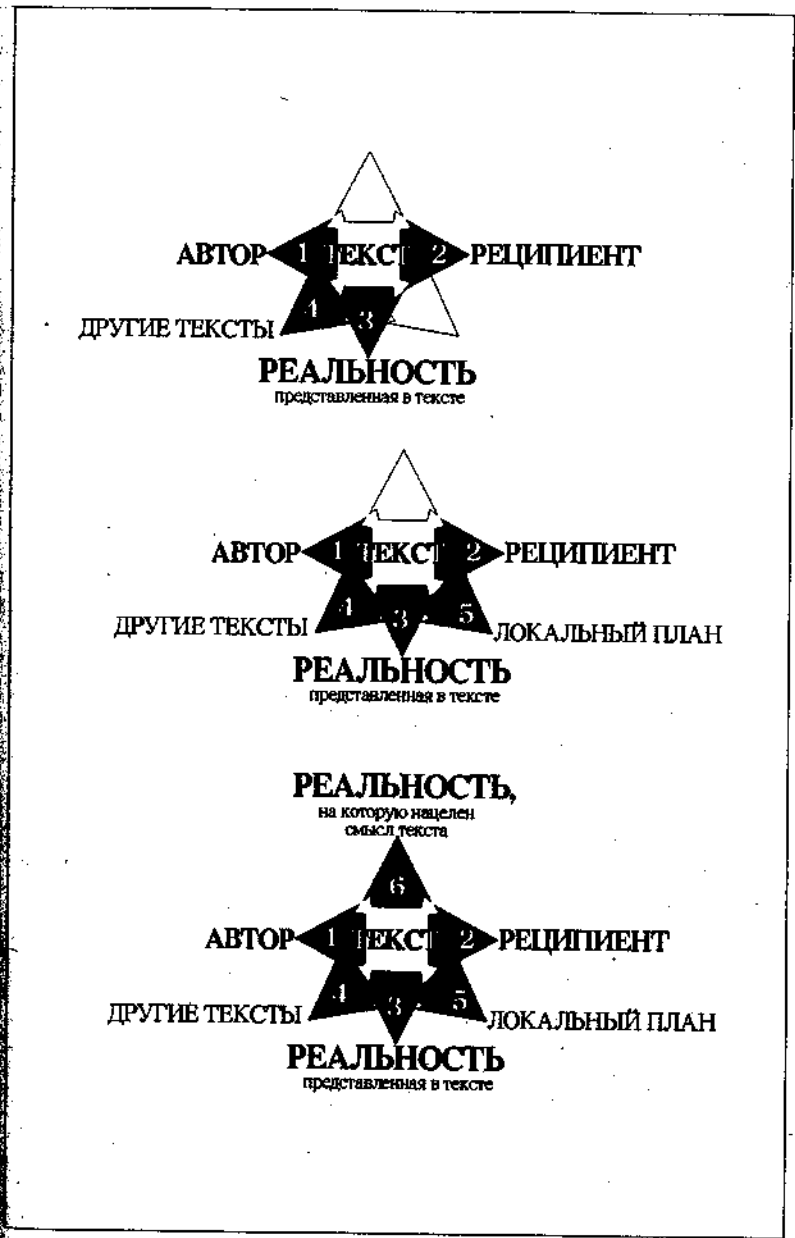 АВТОР 1 ТЕКСТ 2 РЕЦИПИЕНТ
ДРУГИЕ ТЕКСТЫ 4 3
РЕАЛЬНОСТЬ
представленная в тексте
АВТОР 1 ТЕКСТ 2 РЕЦИПИЕНТ
ДРУГИЕ ТЕКСТЫ 4 3 5 ЛОКАЛЬНЫЙ ПЛАН
РЕАЛЬНОСТЬ
представленная в тексте
РЕАЛЬНОСТЬ,
на которую нацелен
смысл текста
6
АВТОР 1 ТЕКСТ 2 РЕЦИПИЕНТ
ДРУГИЕ ТЕКСТЫ 4 3 5 ЛОКАЛЬНЫЙ ПЛАН
РЕАЛЬНОСТЬ
представленная в тексте